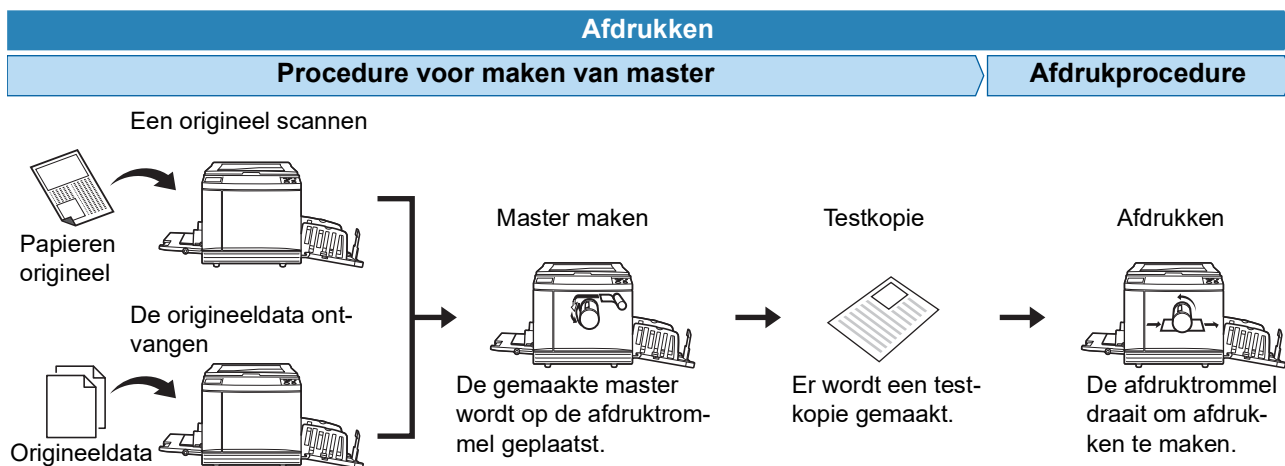 Afdrukken
Procedure voor maken van master
Afdrukprocedure
Een origineel scannen
Papieren
origineel
De origineeldata ont-
vangen
Origineeldata
Master maken
De gemaakte master
wordt op de afdruktrom-
mel geplaatst.
Testkopie
Er wordt een test-
kopie gemaakt.
Afdrukken
De afdruktrommel
draait om afdruk-
ken te maken.